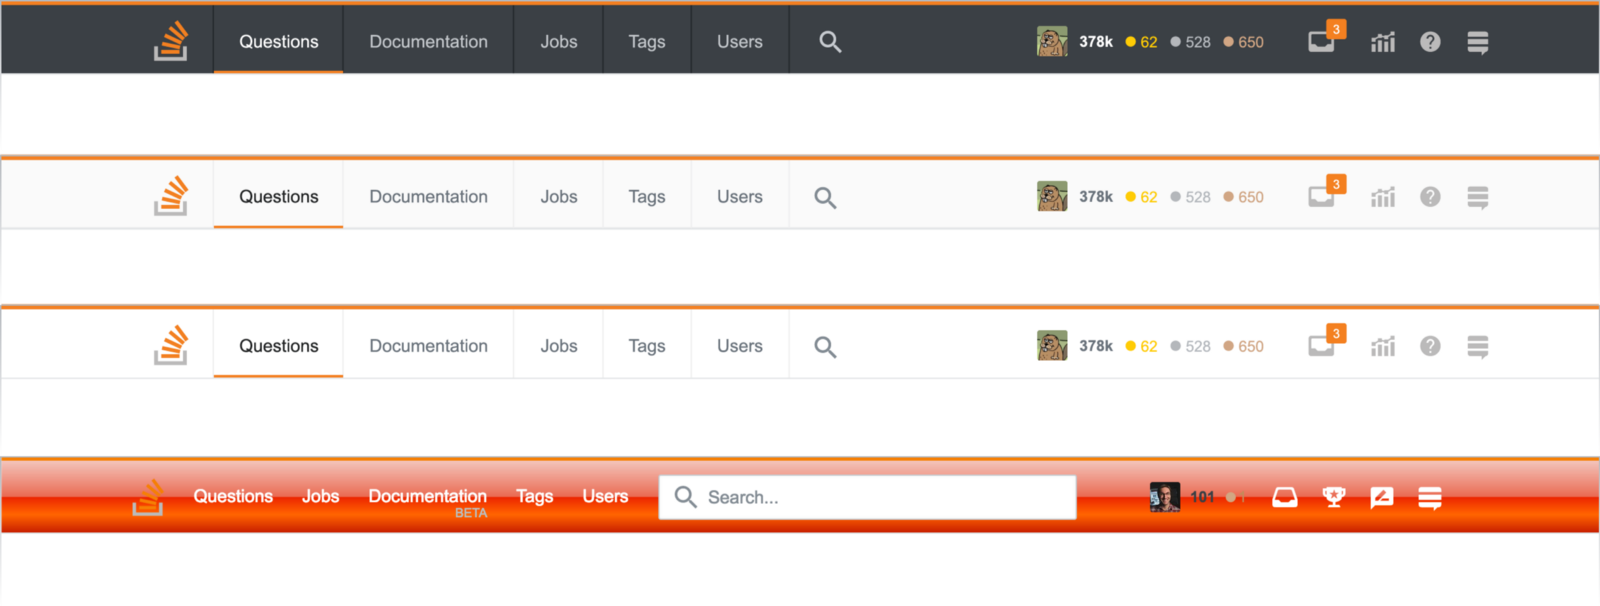 Questions Documentation Jobs Tags Users 378k 62 528 650 3
Questions Documentation Jobs Tags Users 378k 62 528 650 3
Questions Documentation Jobs Tags Users 378k 62 528 650 3
Questions Jobs Documentation Tags Users Search... 101
BETA